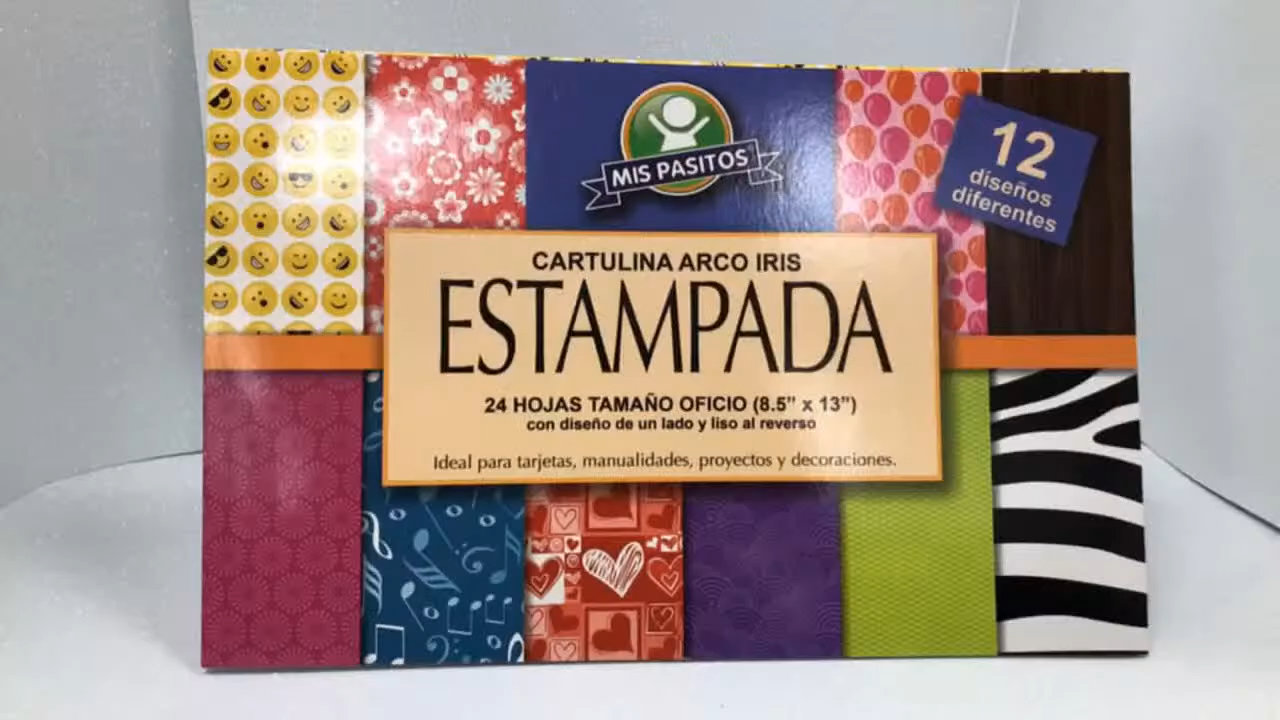 MIS PASITOS
12
diseños
diferentes
CARTULINA ARCO IRIS
ESTAMPADA
24 HOJAS TAMAÑO OFICIO (8.5” x 13”)
con diseño de un lado y liso al reverso
Ideal para tarjetas, manualidades, proyectos y decoraciones.